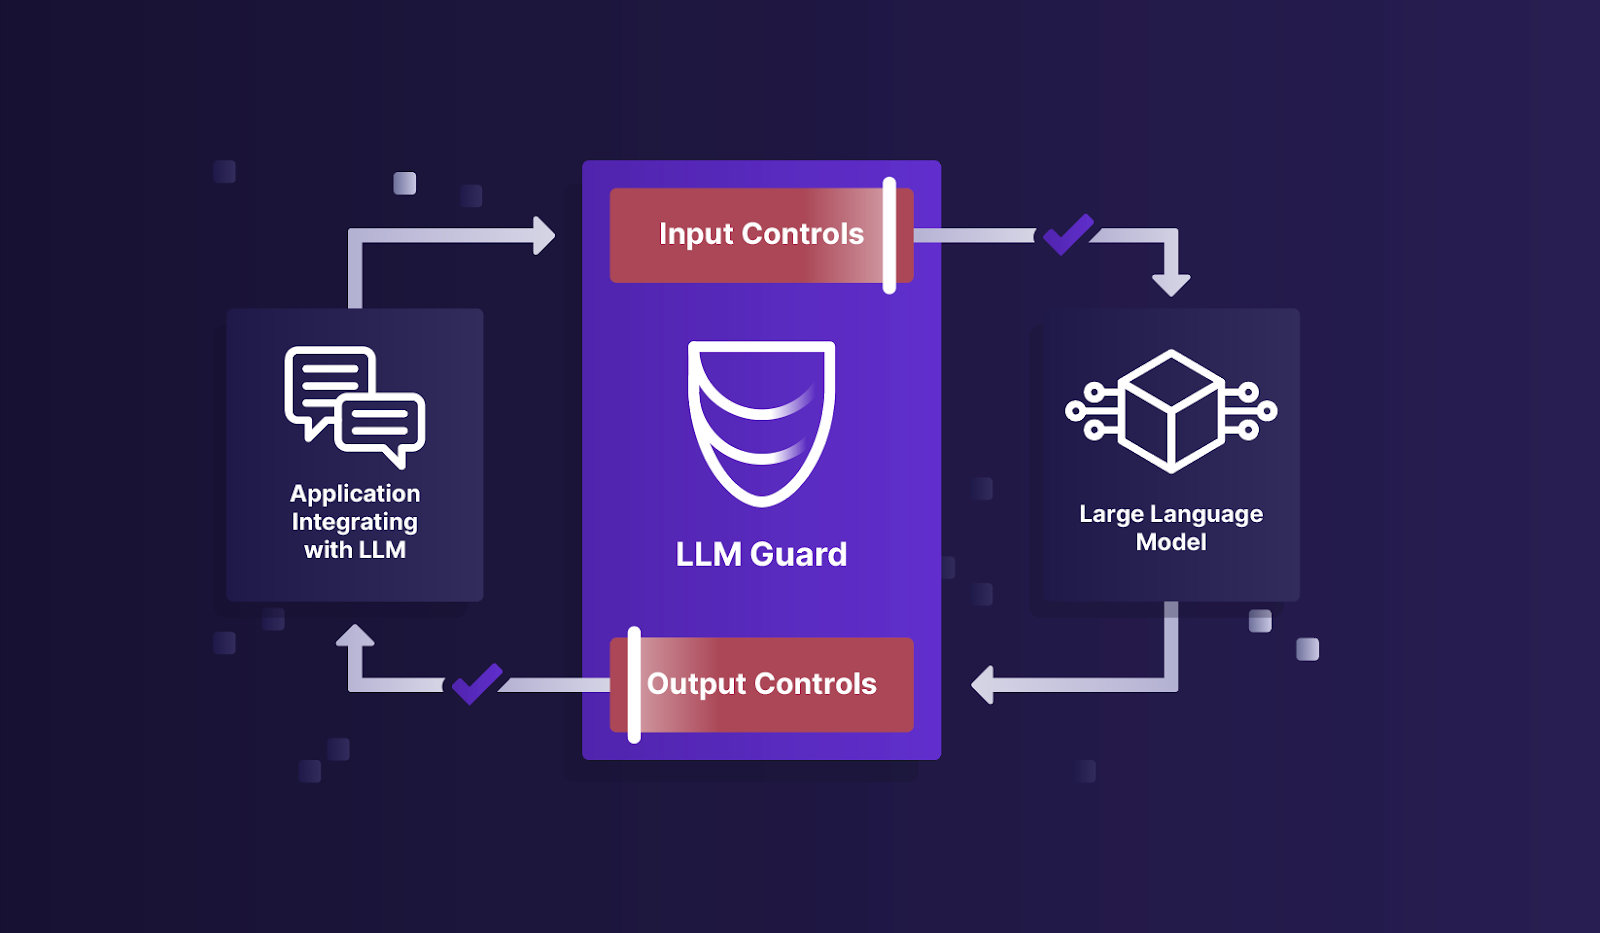 Input Controls
Application
Integrating
with LLM
LLM Guard
Large Language
Model
Output Controls